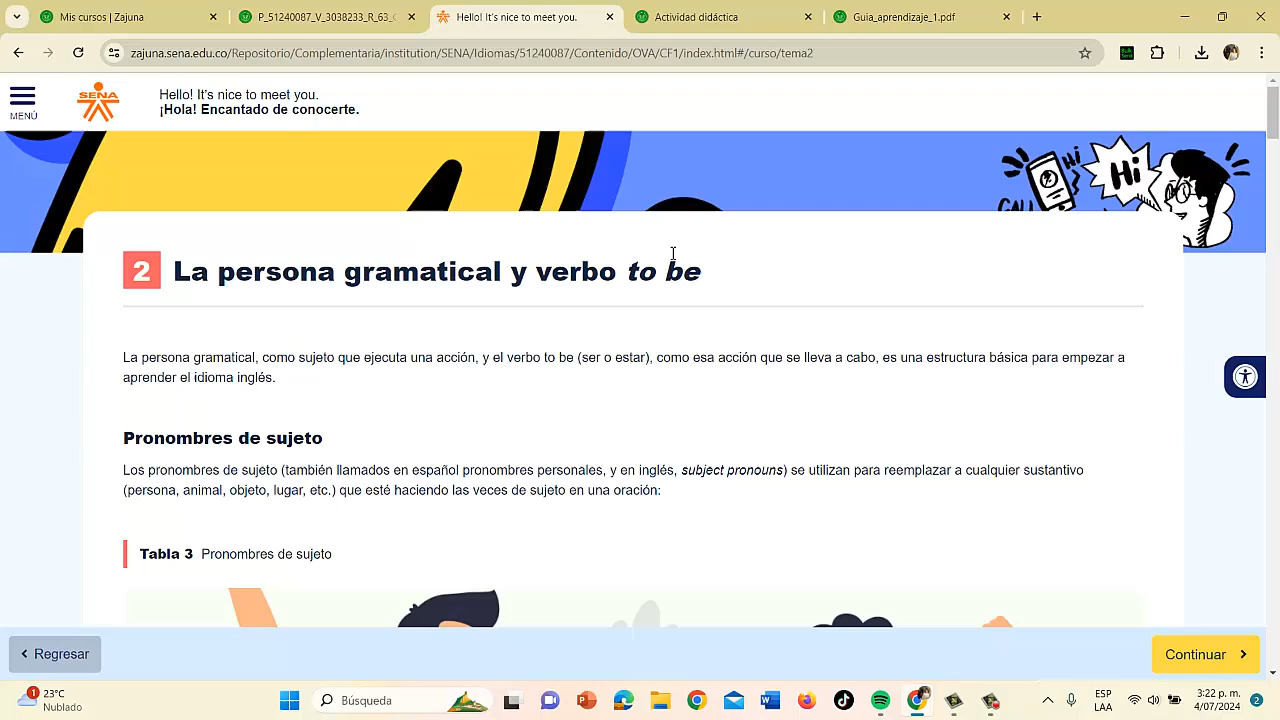 Mis cursos | Zajuna
P_51240087_V_3038233_R_63_C
Hello! It's nice to meet you.
Actividad didáctica
Guia_aprendizaje_1.pdf
zajuna.sena.edu.co/Repositorio/Complementaria/institution/SENA/Idiomas/51240087/Contenido/OVA/CF1/index.html#/curso/tema2
MENÚ
SENA
Hello! It's nice to meet you.
¡Hola! Encantado de conocerte.
Hi
Hi
CALL
2 La persona gramatical y verbo to be
La persona gramatical, como sujeto que ejecuta una acción, y el verbo to be (ser o estar), como esa acción que se lleva a cabo, es una estructura básica para empezar a
aprender el idioma inglés.
Pronombres de sujeto
Los pronombres de sujeto (también llamados en español pronombres personales, y en inglés, subject pronouns) se utilizan para reemplazar a cualquier sustantivo
(persona, animal, objeto, lugar, etc.) que esté haciendo las veces de sujeto en una oración:
Tabla 3 Pronombres de sujeto
Regresar
Continuar
1
23°C
Nublado
Búsqueda
ESP
LAA
3:22 p. m.
4/07/2024
2